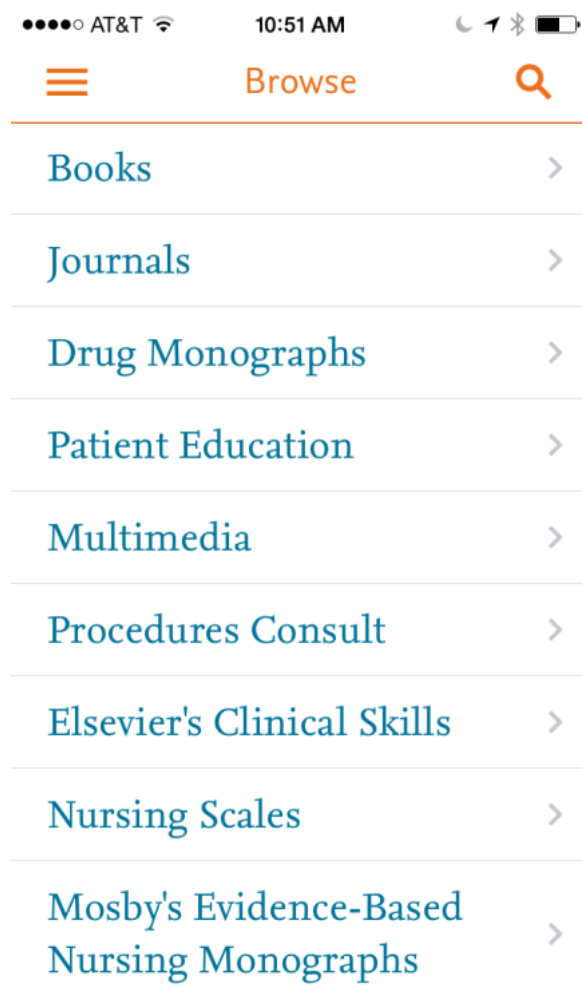 AT&T 10:51 AM
Browse
Books
Journals
Drug Monographs
Patient Education
Multimedia
Procedures Consult
Elsevier's Clinical Skills
Nursing Scales
Mosby's Evidence-Based
Nursing Monographs